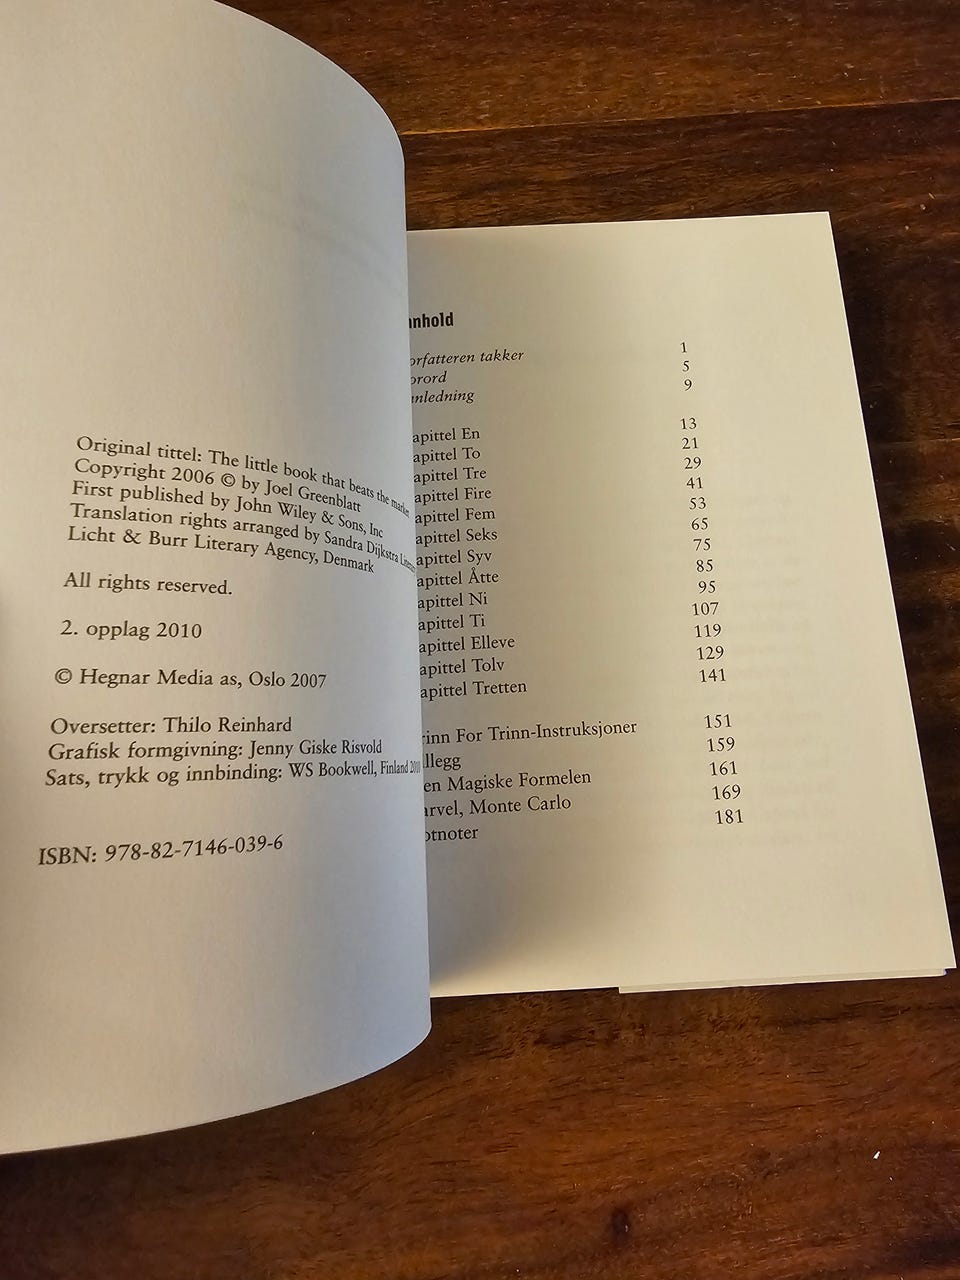 Original tittel: The little book that beats the market
Copyright 2006 © by Joel Greenblatt
First published by John Wiley & Sons, Inc
Translation rights arranged by Sandra Dijkstra
Licht & Burr Literary Agency, Denmark
All rights reserved.
2. opplag 2010
© Hegnar Media as, Oslo 2007
Oversetter: Thilo Reinhard
Grafisk formgivning: Jenny Giske Risvold
Sats, trykk og innbinding: WS Bookwell, Finland 2010
ISBN: 978-82-7146-039-6
nnhold
orfatteren takker 1
orord 5
nnledning 9
apittel En 13
apittel To 21
apittel Tre 29
apittel Fire 41
apittel Fem 53
apittel Seks 65
apittel Syv 75
apittel Åtte 85
apittel Ni 95
apittel Ti 107
apittel Elleve 119
apittel Tolv 129
apittel Tretten 141
rinn For Trinn-Instruksjoner 151
llegg 159
en Magiske Formelen 161
arvel, Monte Carlo 169
otnoter 181